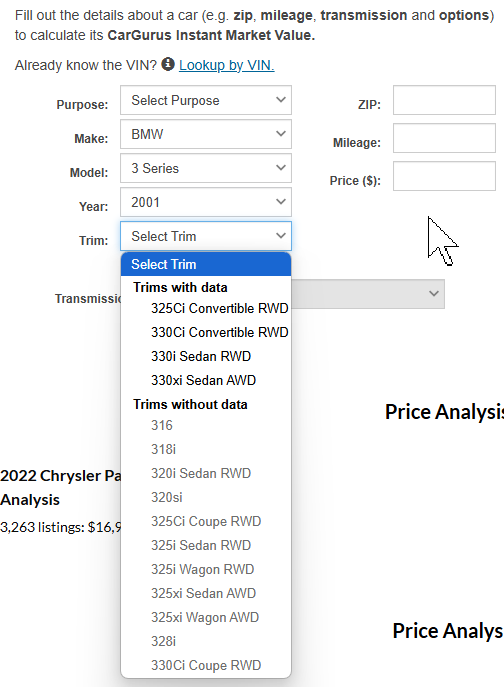 Fill out the details about a car (e.g. zip, mileage, transmission and options)
to calculate its CarGurus Instant Market Value.
Already know the VIN? i Lookup by VIN.
Purpose: Select Purpose
ZIP:
Make: BMW
Mileage:
Model: 3 Series
Price ($):
Year: 2001
Trim: Select Trim
Select Trim
Trims with data
Transmissio
325Ci Convertible RWD
330Ci Convertible RWD
330i Sedan RWD
330xi Sedan AWD
Trims without data
Price Analysis
316
318i
320i Sedan RWD
2022 Chrysler Pa
320si
Analysis
325Ci Coupe RWD
3,263 listings: $16,9
325i Sedan RWD
325i Wagon RWD
325xi Sedan AWD
325xi Wagon AWD
Price Analys
328i
330Ci Coupe RWD